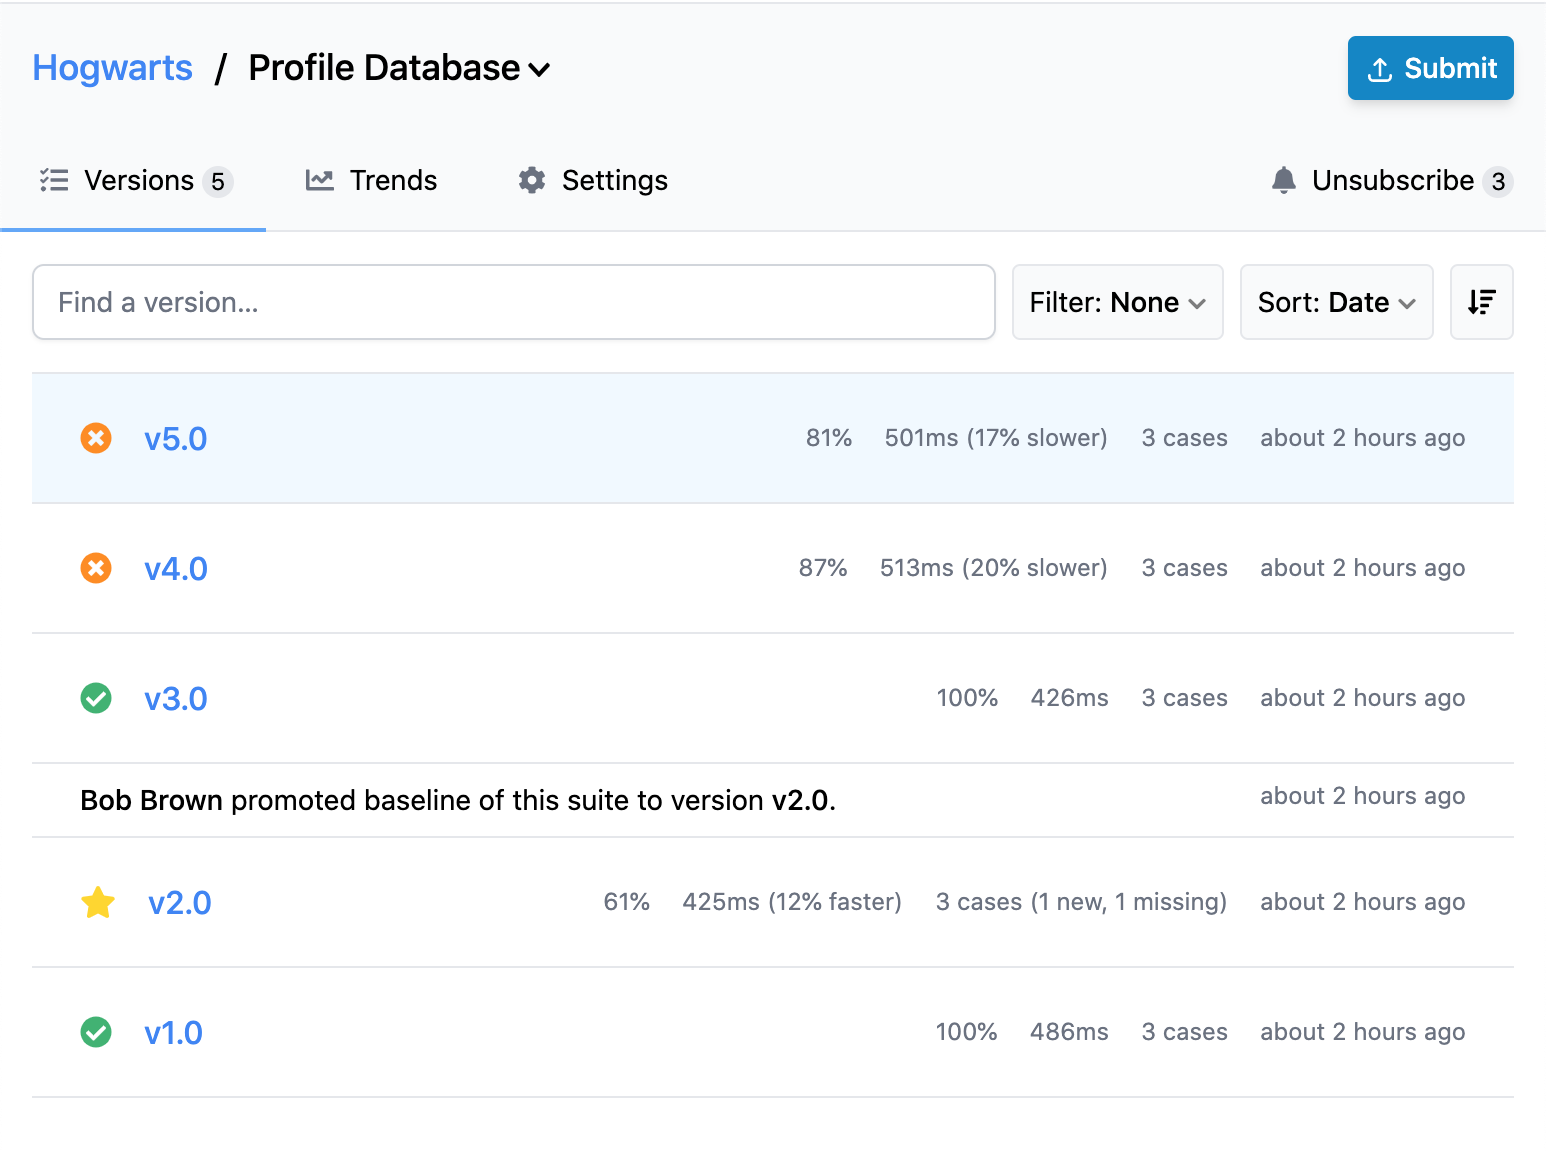 Hogwarts / Profile Database
Submit
Versions 5
Trends
Settings
Unsubscribe 3
Find a version...
Filter: None
Sort: Date
v5.0 81% 501ms (17% slower) 3 cases about 2 hours ago
v4.0 87% 513ms (20% slower) 3 cases about 2 hours ago
v3.0 100% 426ms 3 cases about 2 hours ago
Bob Brown promoted baseline of this suite to version v2.0. about 2 hours ago
v2.0 61% 425ms (12% faster) 3 cases (1 new, 1 missing) about 2 hours ago
v1.0 100% 486ms 3 cases about 2 hours ago